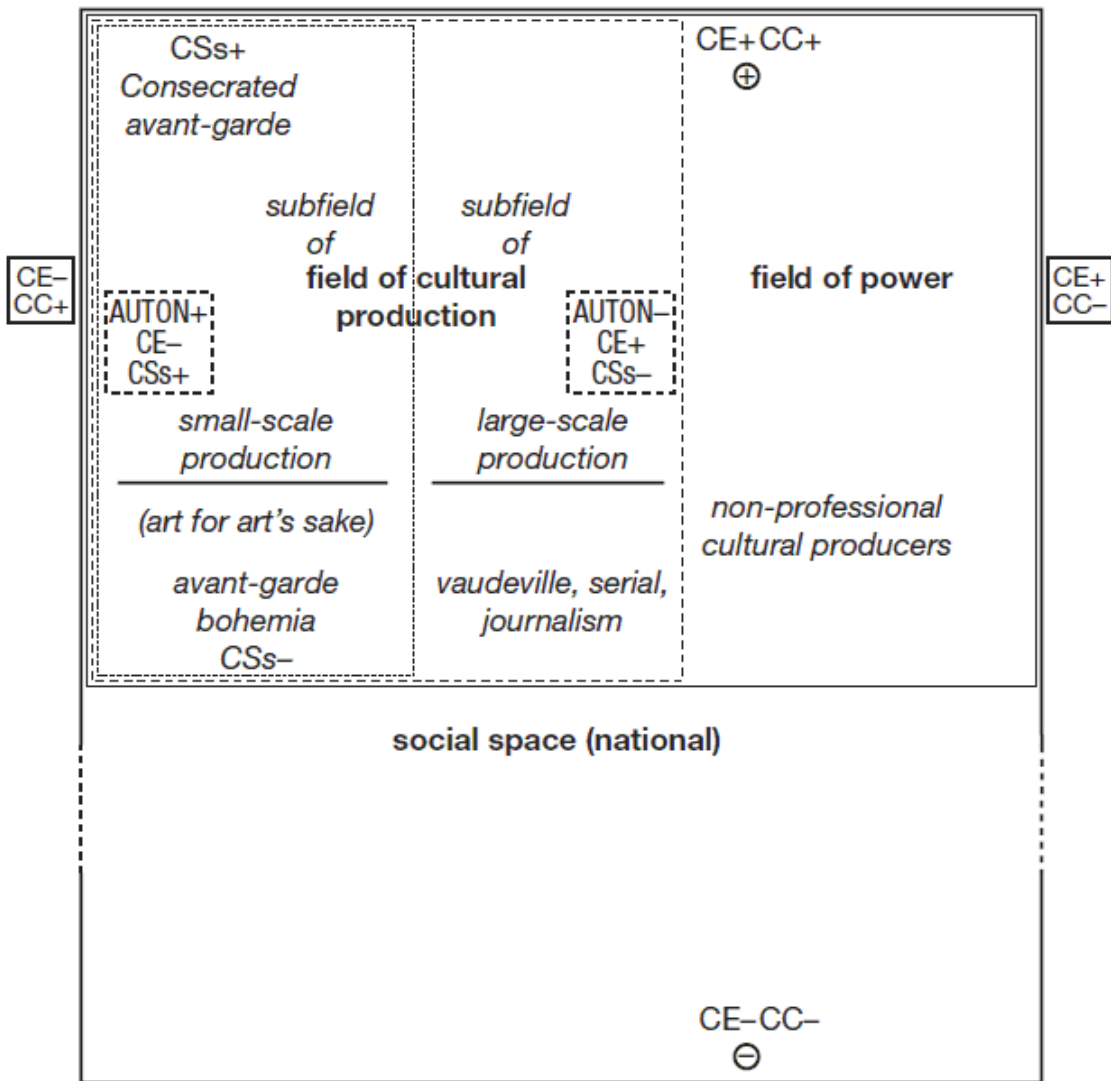 CSs+
Consecrated
avant-garde
CE+ CC+
+
subfield
of
subfield
of
field of cultural
production
field of power
CE–
CC+
CE+
CC–
AUTON+
CE–
CSs+
AUTON–
CE+
CSs–
small-scale
production
large-scale
production
(art for art’s sake)
non-professional
cultural producers
avant-garde
bohemia
CSs–
vaudeville, serial,
journalism
social space (national)
CE–CC–
–